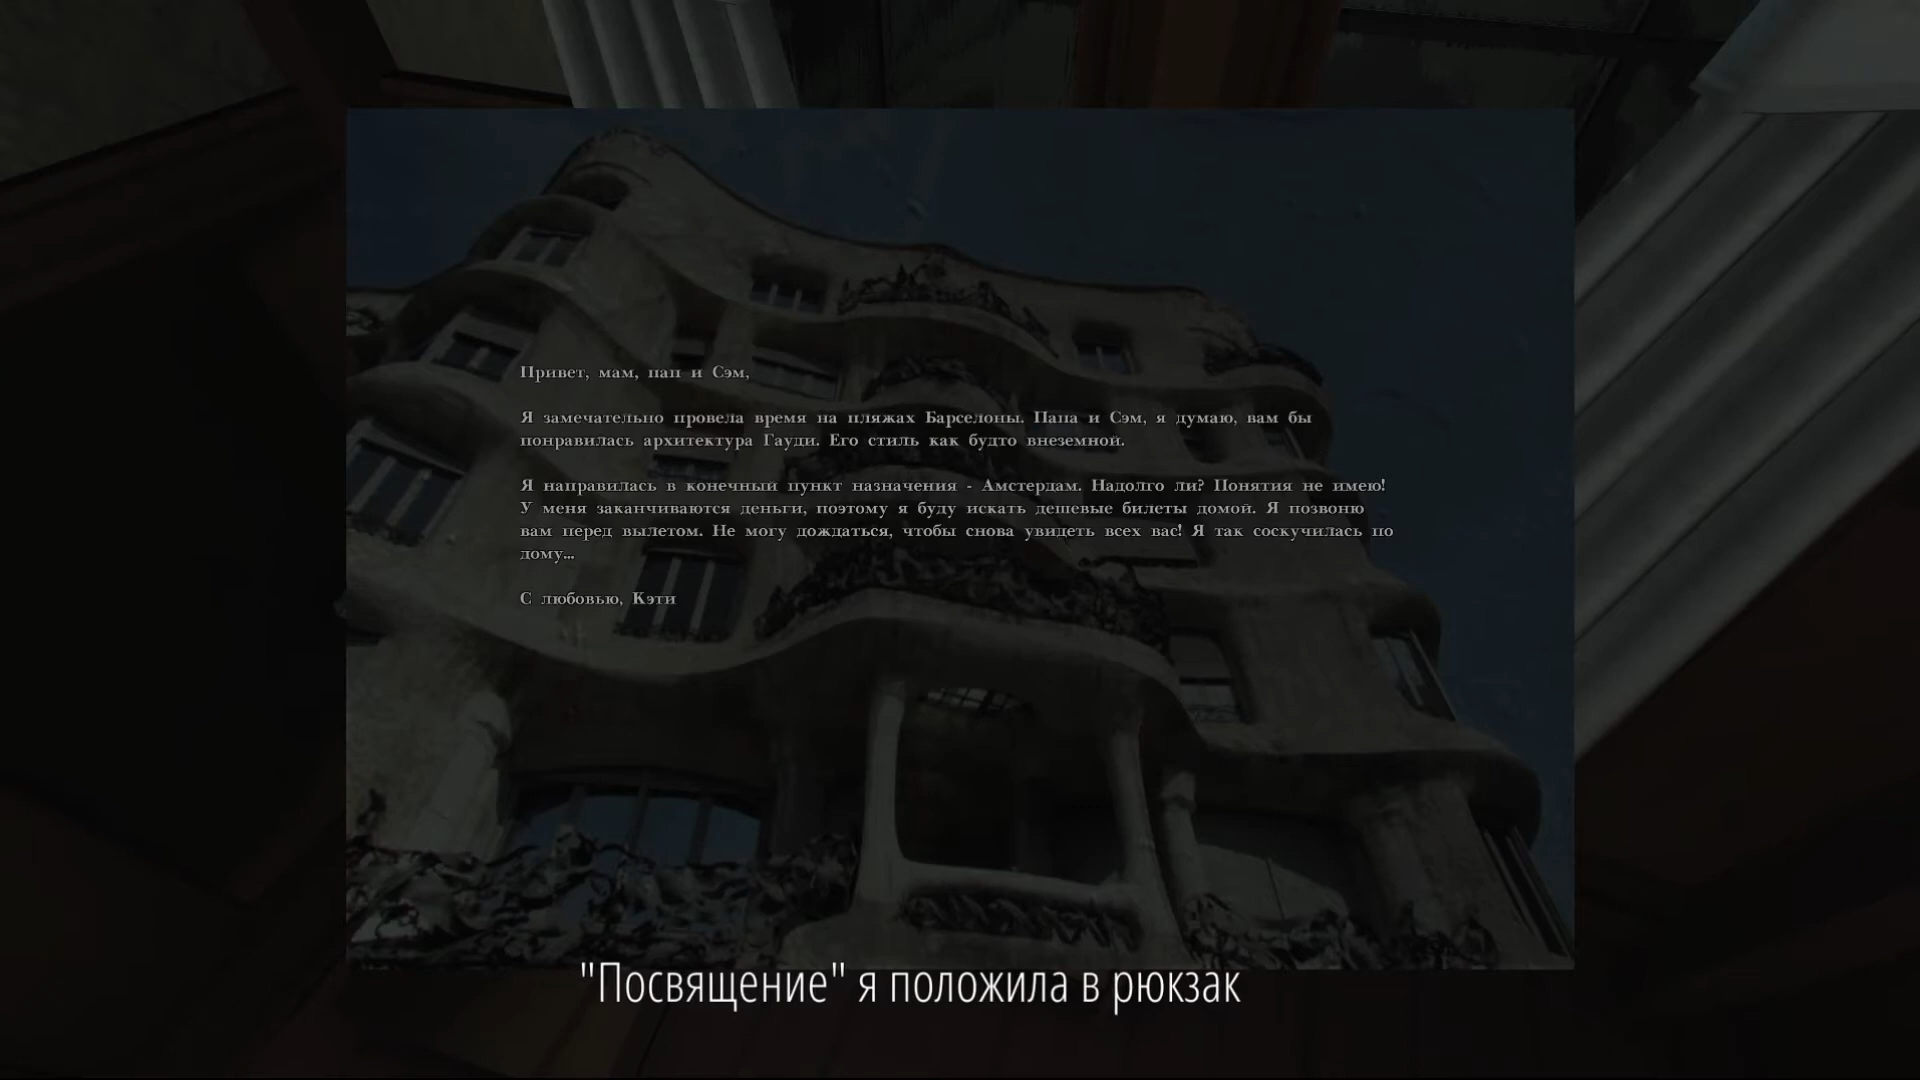 Привет, мам, пап и Сэм,
Я замечательно провела время на пляжах Барселоны. Папа и Сэм, я думаю, вам бы
понравилась архитектура Гауди. Его стиль как будто внеземной.
Я направилась в конечный пункт назначения - Амстердам. Надолго ли? Понятия не имею!
У меня заканчиваются деньги, поэтому я буду искать дешевые билеты домой. Я позвоню
вам перед вылетом. Не могу дождаться, чтобы снова увидеть всех вас! Я так соскучилась по
дому...
С любовью, Кэти
"Посвящение" я положила в рюкзак